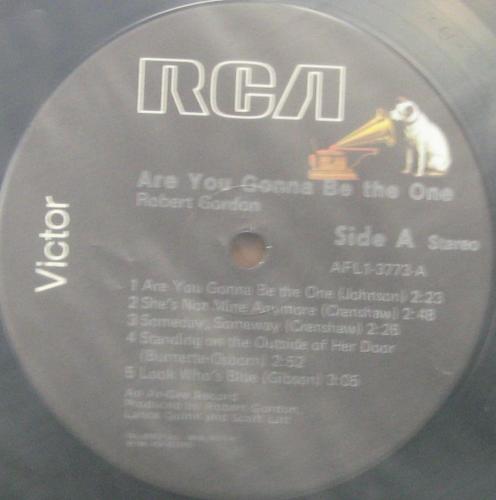 RCA
Victor
Are You Gonna Be the One
Robert Gordon
Side A Stereo
AFL1-3773-A
1 Are You Gonna Be the One (Johnson) 2:23
2 She's Not Mine Anymore (Crenshaw) 2:48
3 Someday, Someway (Crenshaw) 2:26
4 Standing on the Outside of Her Door
(Burnette-Osborn) 2:52
5 Look Who's Blue (Gibson) 3:05
Record
Produced by Robert Gordon,
Lance Quinn and Scott Litt